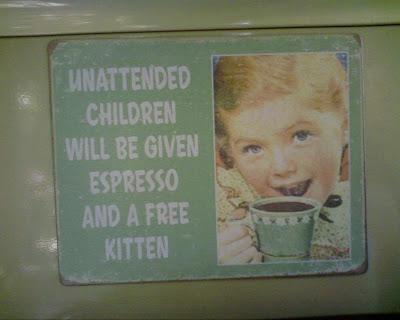 UNATTENDED
CHILDREN
WILL BE GIVEN
ESPRESSO
AND A FREE
KITTEN